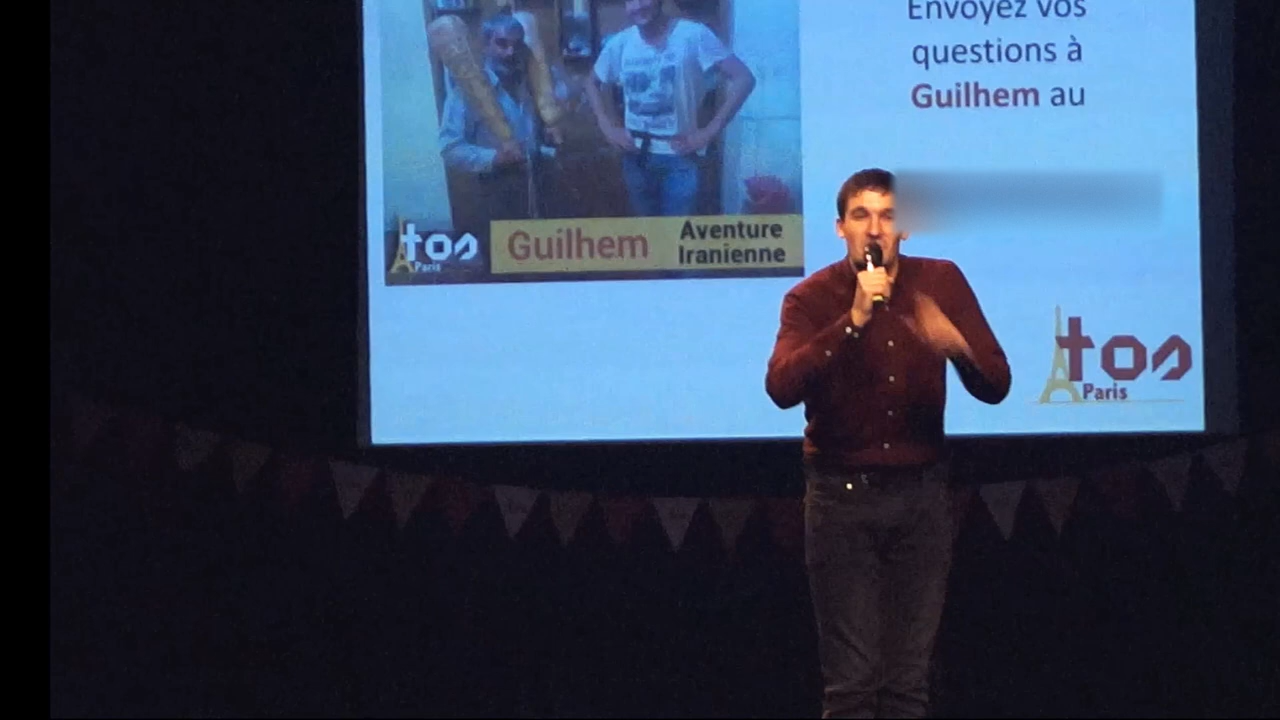 Envoyez vos
questions à
Guilhem au
tos
Paris
Guilhem
Aventure
Iranienne
tos
Paris